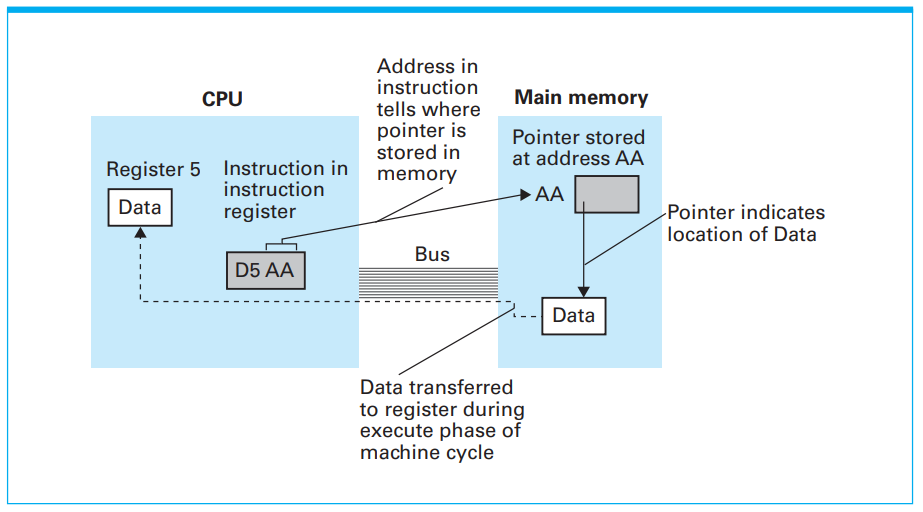 CPU
Address in
instruction
tells where
pointer is
stored in
memory
Main memory
Register 5
Data
Instruction in
instruction
register
D5 AA
Pointer stored
at address AA
AA
Pointer indicates
location of Data
Bus
Data
Data transferred
to register during
execute phase of
machine cycle